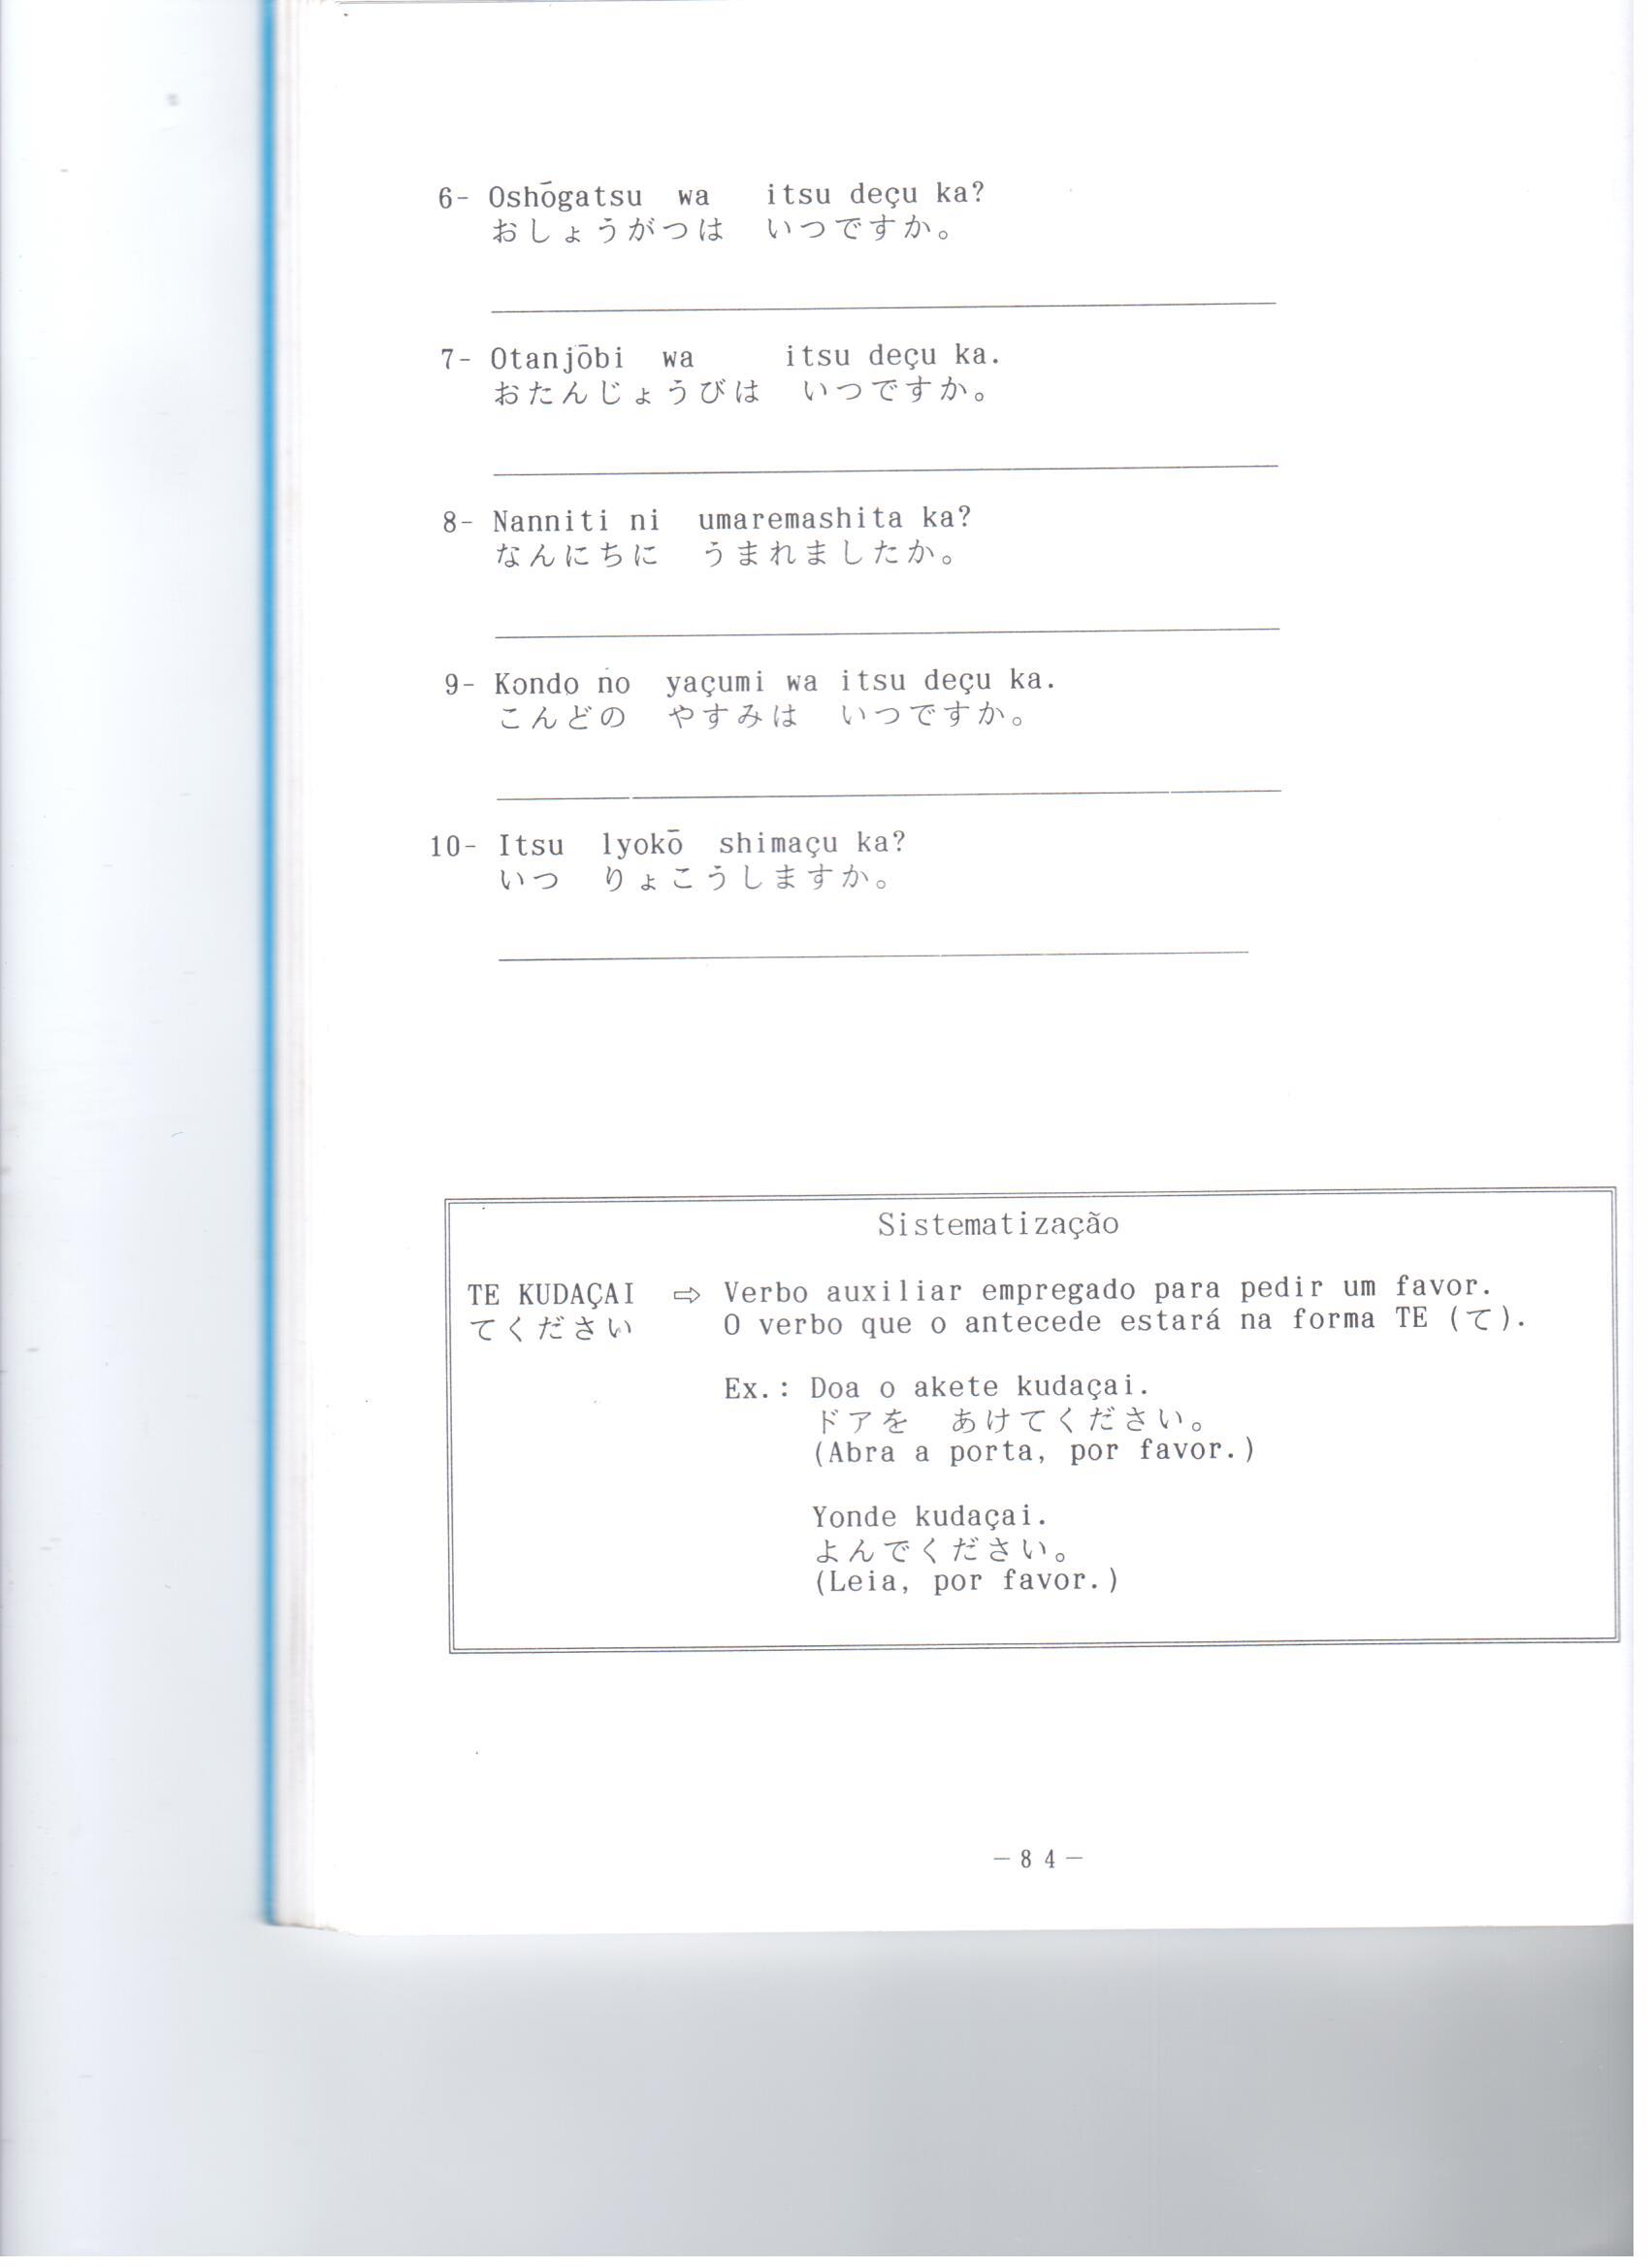 6- Oshōgatsu wa itsu deçu ka?
おしょうがつは いつですか。
7- Otanjōbi wa itsu deçu ka.
おたんじょうびは いつですか。
8- Nanniti ni umaremashita ka?
なんにちに うまれましたか。
9- Kondo no yaçumi wa itsu deçu ka.
こんどの やすみは いつですか。
10- Itsu lyokō shimaçu ka?
いつ りょこうしますか。
Sistematização
TE KUDAÇAI ⇨ Verbo auxiliar empregado para pedir um favor.
てください O verbo que o antecede estará na forma TE (て).
Ex.: Doa o akete kudaçai.
ドアを あけてください。
(Abra a porta, por favor.)
Yonde kudaçai.
よんでください。
(Leia, por favor.)
－84－